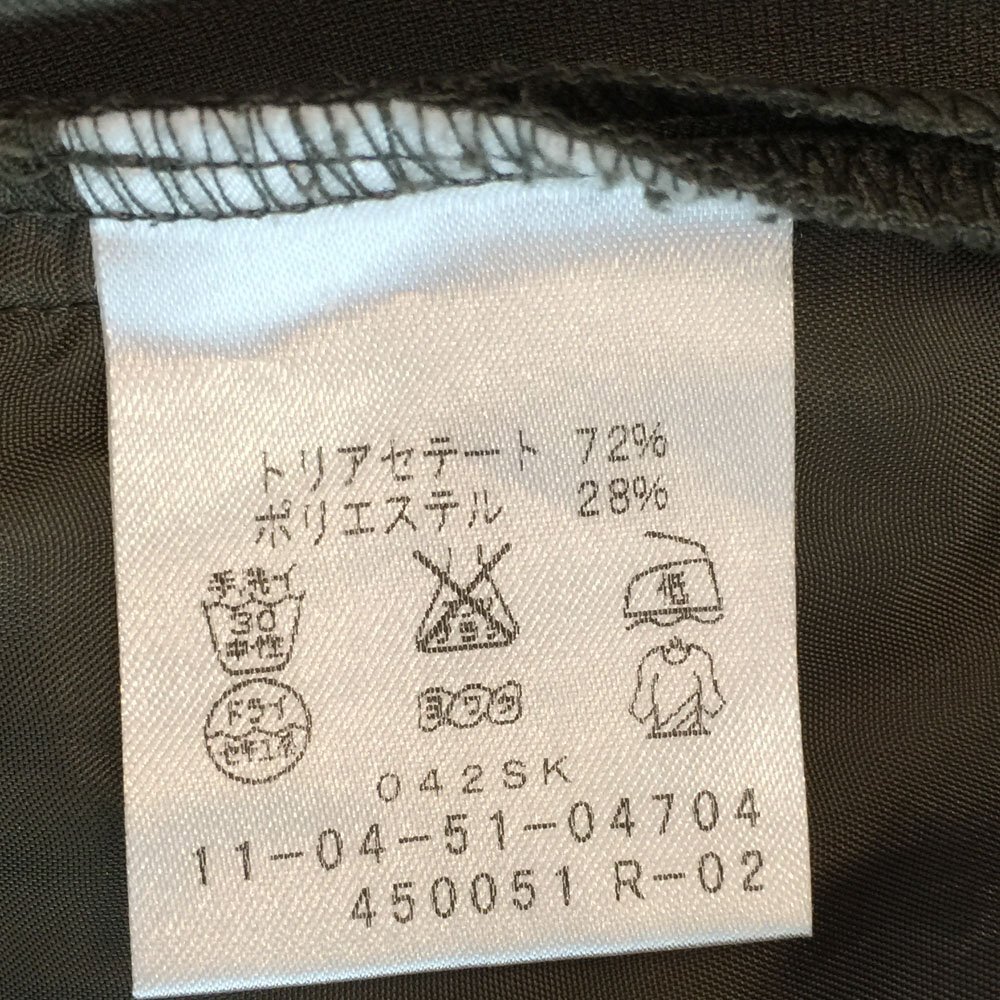 トリアセテート 72%
ポリエステル 28%
手洗イ
30
中性
低
ドライ
セキユ系
ヨワク
042SK
11-04-51-04704
450051 R-02